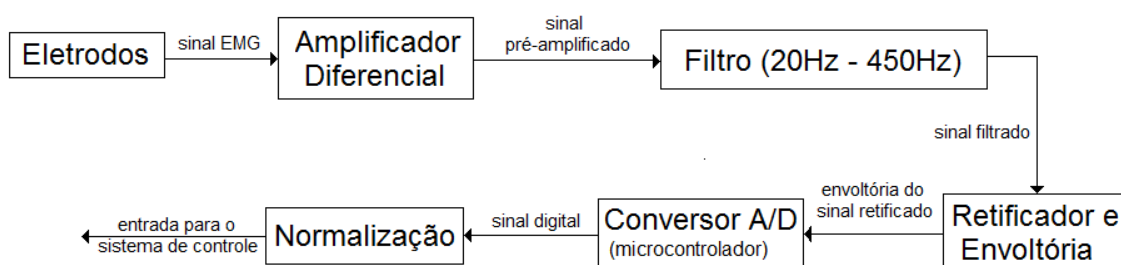 Eletrodos
sinal EMG
Amplificador
Diferencial
sinal
pré-amplificado
Filtro (20Hz - 450Hz)
sinal filtrado
Retificador e
Envoltória
envoltória do
sinal retificado
Conversor A/D
(microcontrolador)
sinal digital
Normalização
entrada para o
sistema de controle